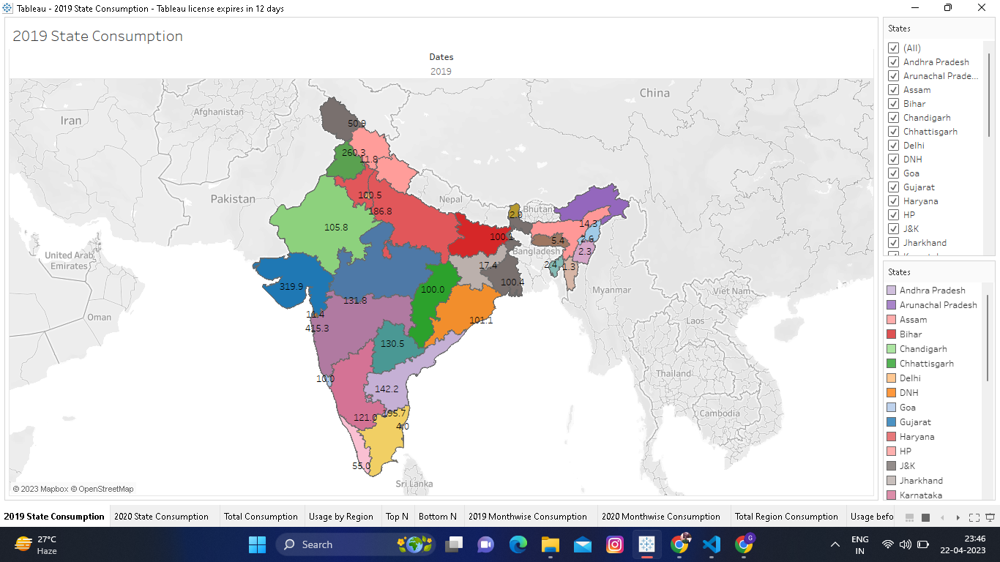 Tableau - 2019 State Consumption - Tableau license expires in 12 days
2019 State Consumption
Dates
2019
China
Afghanistan
Iran
Pakistan
Nepal
Bhutan
Bangladesh
United Arab
Emirates
Oman
Myanmar
Viet Nam
Laos
Thailand
Cambodia
Sri Lanka
50.9
260.3
11.8
100.5
186.8
105.8
2.0
14.3
100.1
5.4
2.6
2.3
2.4
1.3
17.4
100.4
319.9
100.0
131.8
11.4
415.3
101.1
130.5
10.0
142.2
195.7
121.0
4.0
55.0
© 2023 Mapbox © OpenStreetMap
States
(All)
Andhra Pradesh
Arunachal Prade...
Assam
Bihar
Chandigarh
Chhattisgarh
Delhi
DNH
Goa
Gujarat
Haryana
HP
J&K
Jharkhand
States
Andhra Pradesh
Arunachal Pradesh
Assam
Bihar
Chandigarh
Chhattisgarh
Delhi
DNH
Goa
Gujarat
Haryana
HP
J&K
Jharkhand
Karnataka
2019 State Consumption 2020 State Consumption Total Consumption Usage by Region Top N Bottom N 2019 Monthwise Consumption 2020 Monthwise Consumption Total Region Consumption Usage befo
27°C
Haze
Search
G
ENG
IN
23:46
22-04-2023